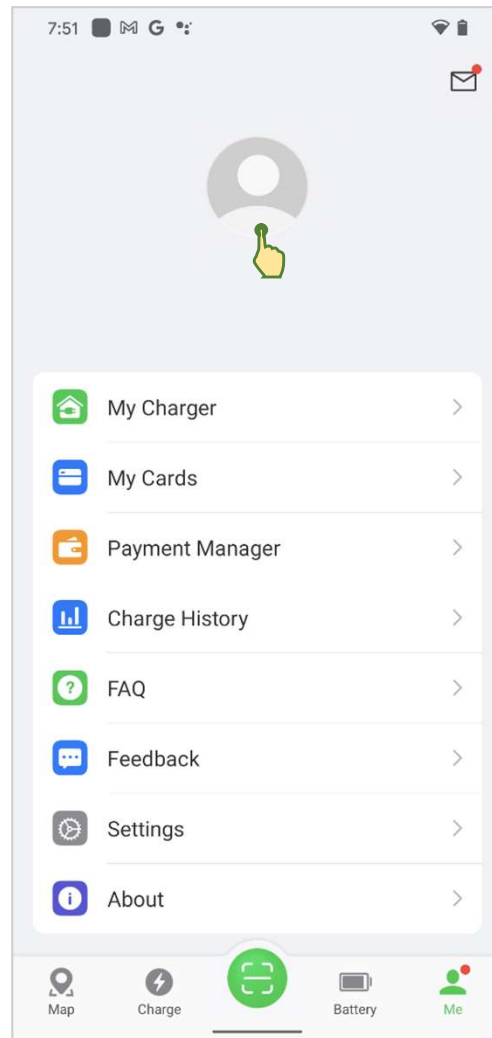 7:51 G
My Charger
My Cards
Payment Manager
Charge History
FAQ
Feedback
Settings
About
Map Charge Battery Me